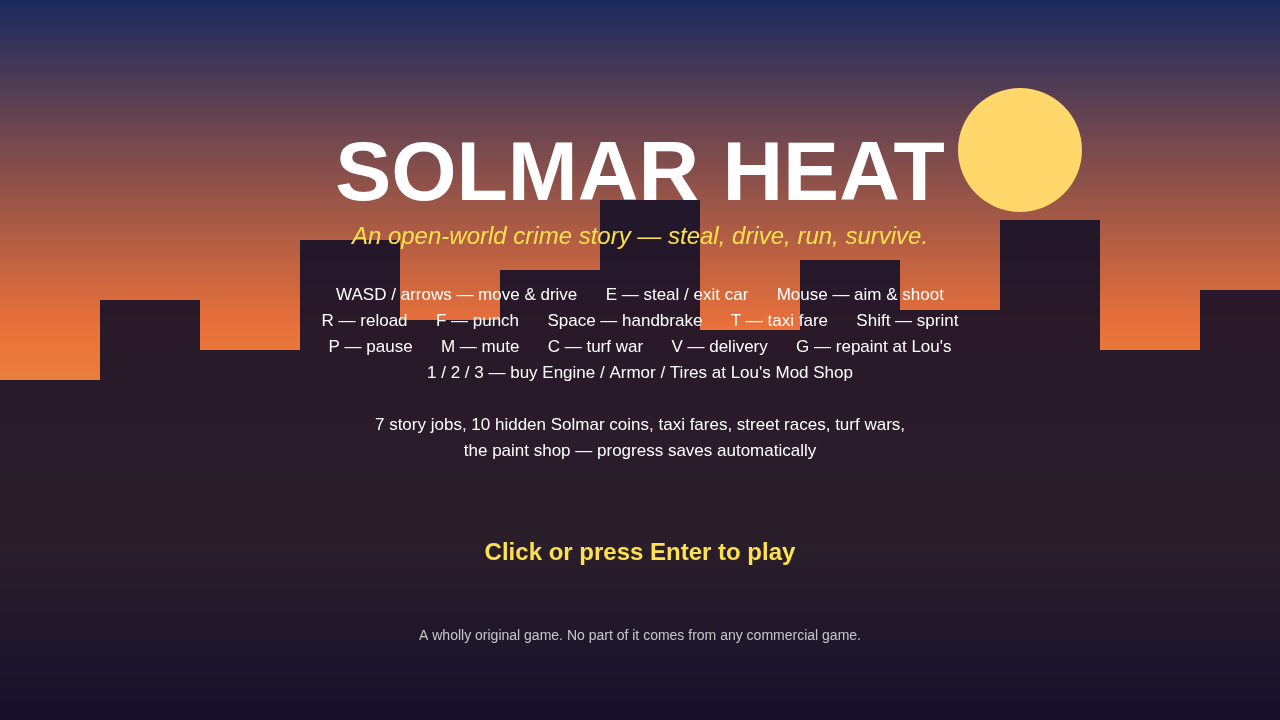 SOLMAR HEAT
An open-world crime story — steal, drive, run, survive.
WASD / arrows — move & drive E — steal / exit car Mouse — aim & shoot
R — reload F — punch Space — handbrake T — taxi fare Shift — sprint
P — pause M — mute C — turf war V — delivery G — repaint at Lou's
1 / 2 / 3 — buy Engine / Armor / Tires at Lou's Mod Shop
7 story jobs, 10 hidden Solmar coins, taxi fares, street races, turf wars,
the paint shop — progress saves automatically
Click or press Enter to play
A wholly original game. No part of it comes from any commercial game.